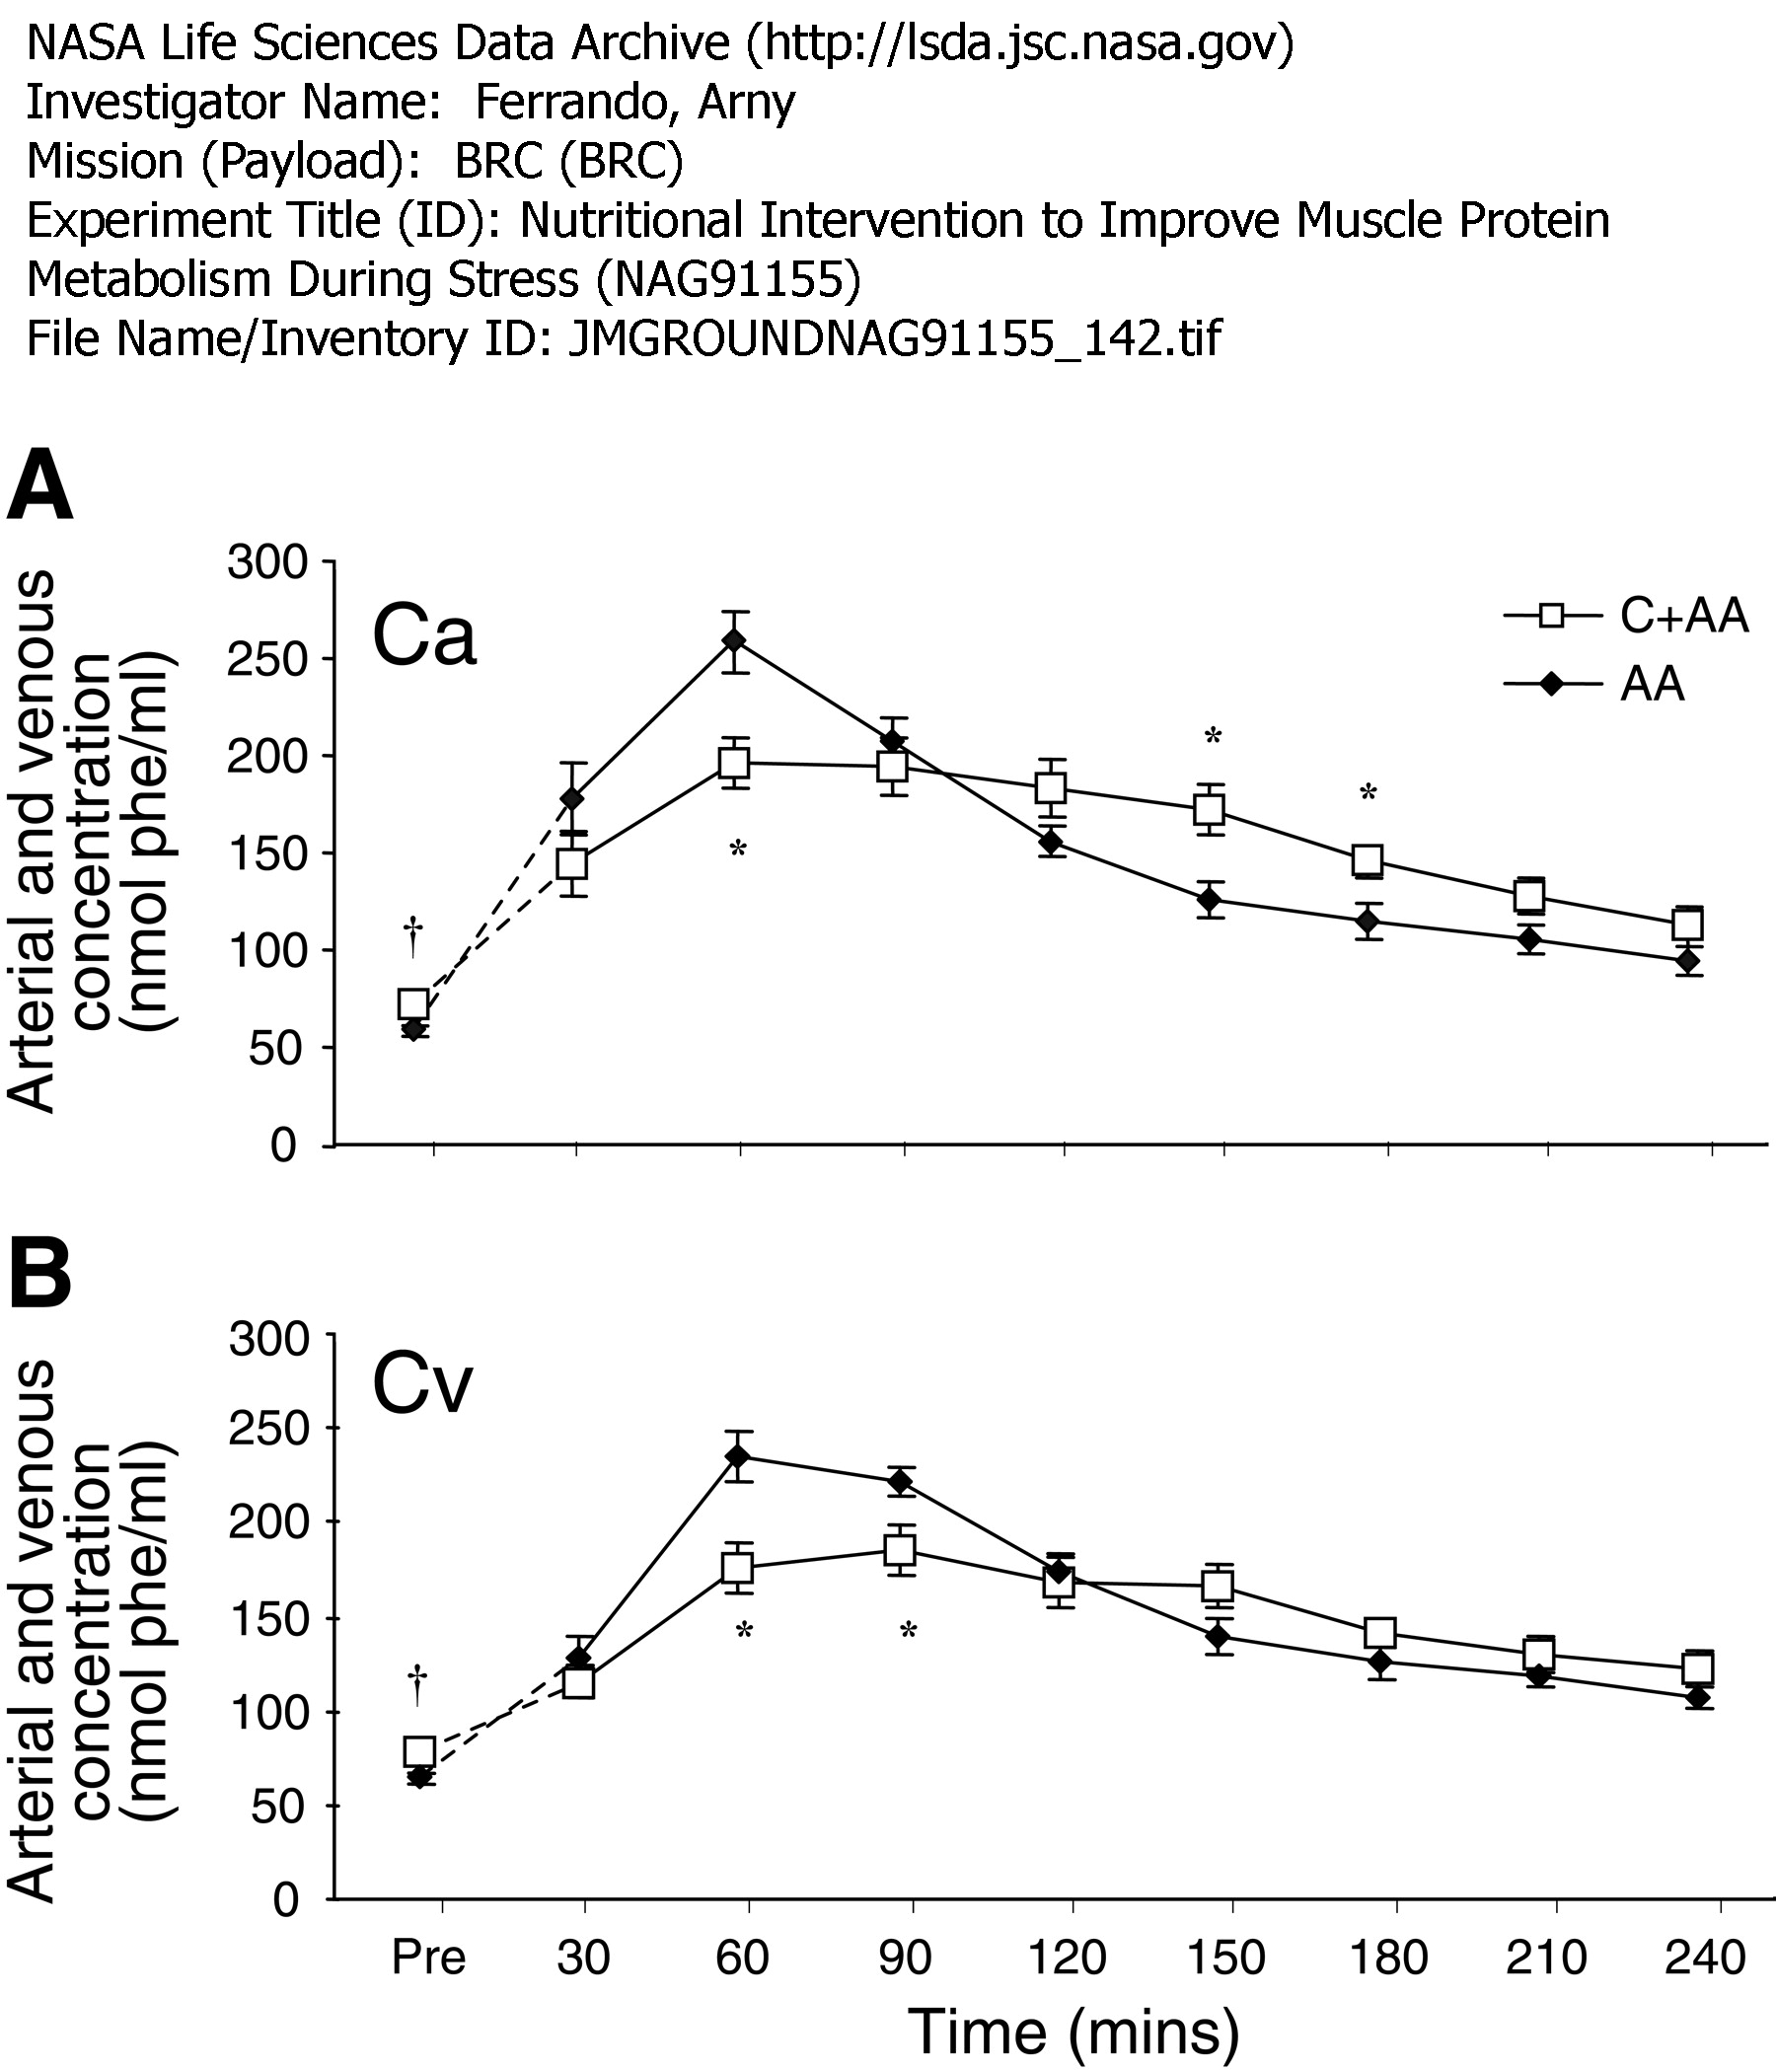 NASA Life Sciences Data Archive (http://lsda.jsc.nasa.gov)
Investigator Name:  Ferrando, Arny
Mission (Payload):  BRC (BRC)
Experiment Title (ID): Nutritional Intervention to Improve Muscle Protein
Metabolism During Stress (NAG91155)
File Name/Inventory ID: JMGROUNDNAG91155_142.tif
A
Arterial and venous
concentration
(nmol phe/ml)
300
250
200
150
100
50
0
Ca
C+AA
AA
*
*
*
†
B
Arterial and venous
concentration
(nmol phe/ml)
300
250
200
150
100
50
0
Cv
*
*
†
Pre 30 60 90 120 150 180 210 240
Time (mins)